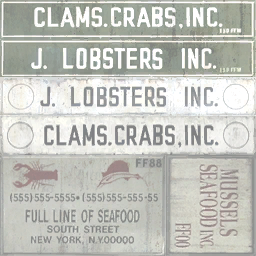 CLAMS.CRABS,INC.
J. LOBSTERS INC.
J. LOBSTERS INC.
CLAMS.CRABS,INC.
FF88
(555)555-5555•(555)555-555-55
FULL LINE OF SEAFOOD
SOUTH STREET
NEW YORK, N.Y.00000
MUSSELS
SEAFOOD INC.
FF00